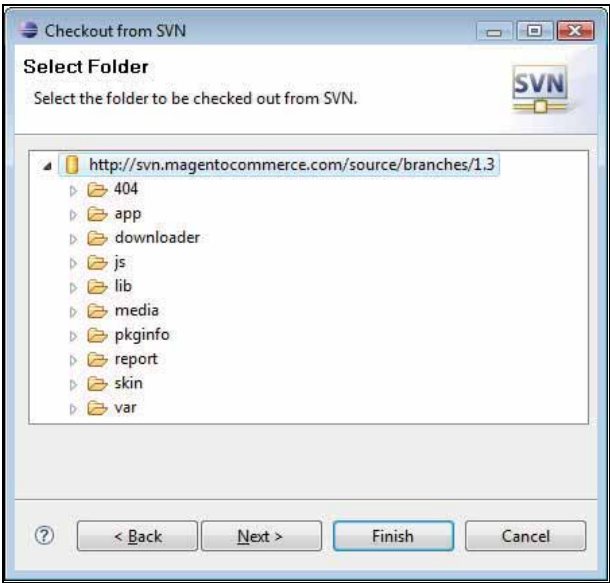 Checkout from SVN
Select Folder
Select the folder to be checked out from SVN.
SVN
http://svn.magentocommerce.com/source/branches/1.3
404
app
downloader
js
lib
media
pkginfo
report
skin
var
?
< Back
Next >
Finish
Cancel